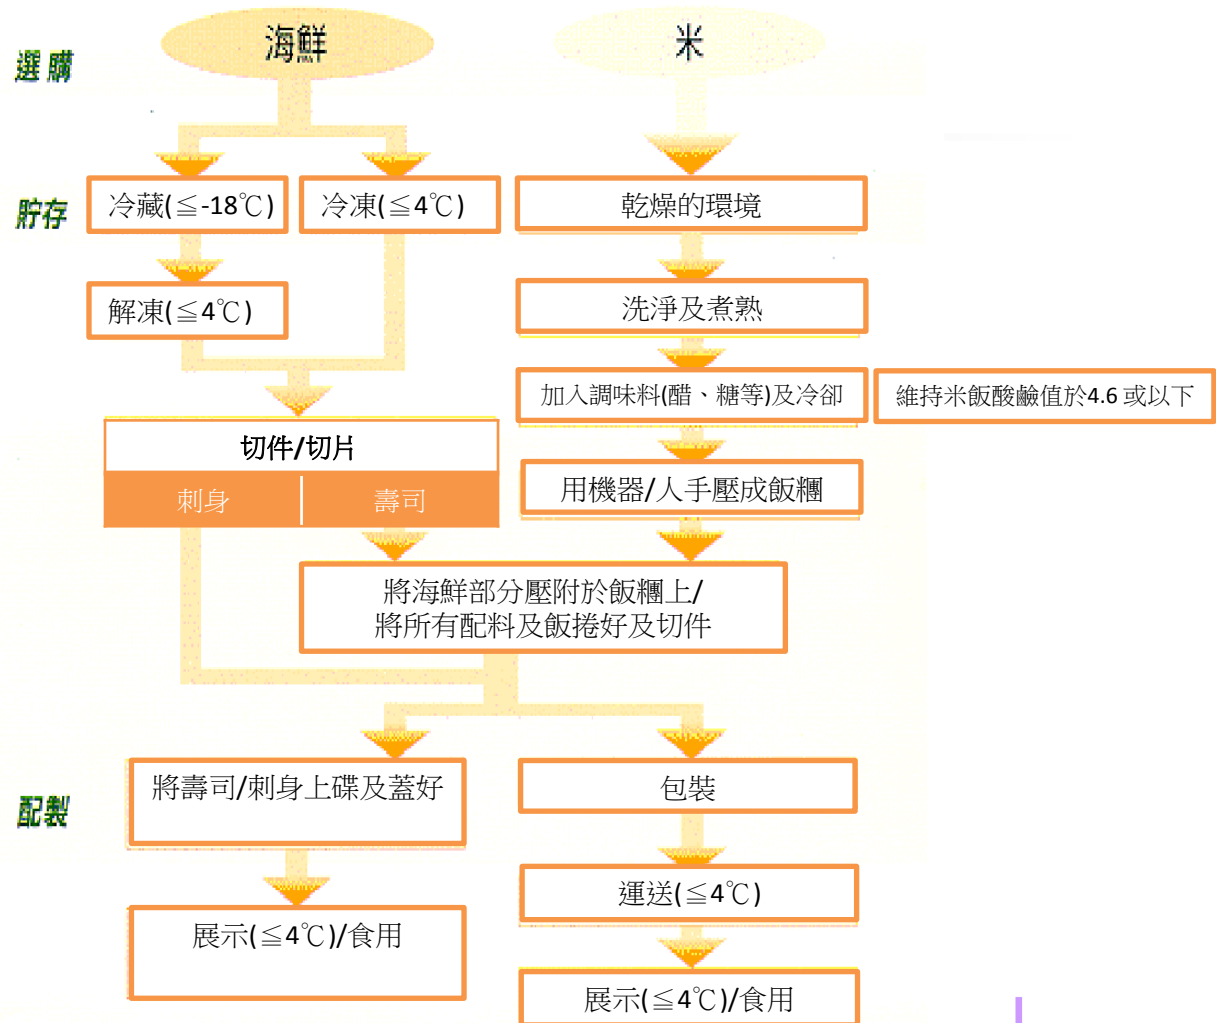 選購
海鮮
米
貯存
冷藏(≦-18℃)
冷凍(≦4℃)
乾燥的環境
解凍(≦4℃)
洗淨及煮熟
加入調味料(醋、糖等)及冷卻
維持米飯酸鹼值於4.6 或以下
切件/切片
刺身
壽司
用機器/人手壓成飯糰
將海鮮部分壓附於飯糰上/
將所有配料及飯捲好及切件
配製
將壽司/刺身上碟及蓋好
包裝
運送(≦4℃)
展示(≦4℃)/食用
展示(≦4℃)/食用